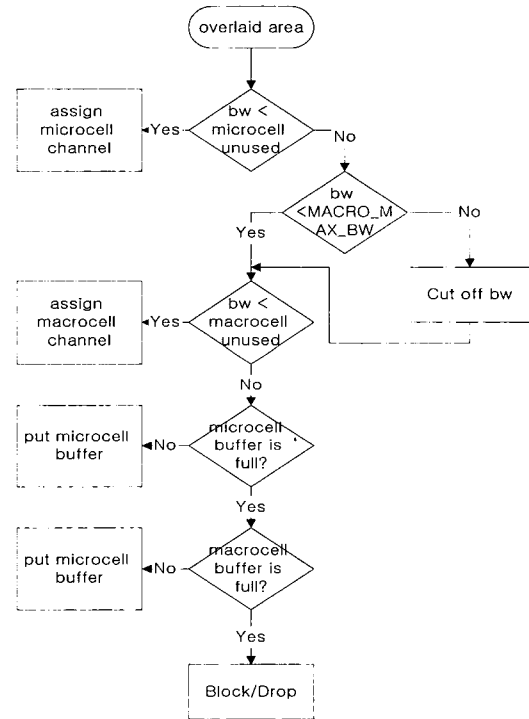 overlaid area
bw <
microcell
unused
Yes
assign
microcell
channel
No
bw
<MACRO_M
AX_BW
No
Yes
Cut off bw
bw <
macrocell
unused
Yes
assign
macrocell
channel
No
microcell
buffer is
full?
No
put microcell
buffer
Yes
macrocell
buffer is
full?
No
put microcell
buffer
Yes
Block/Drop